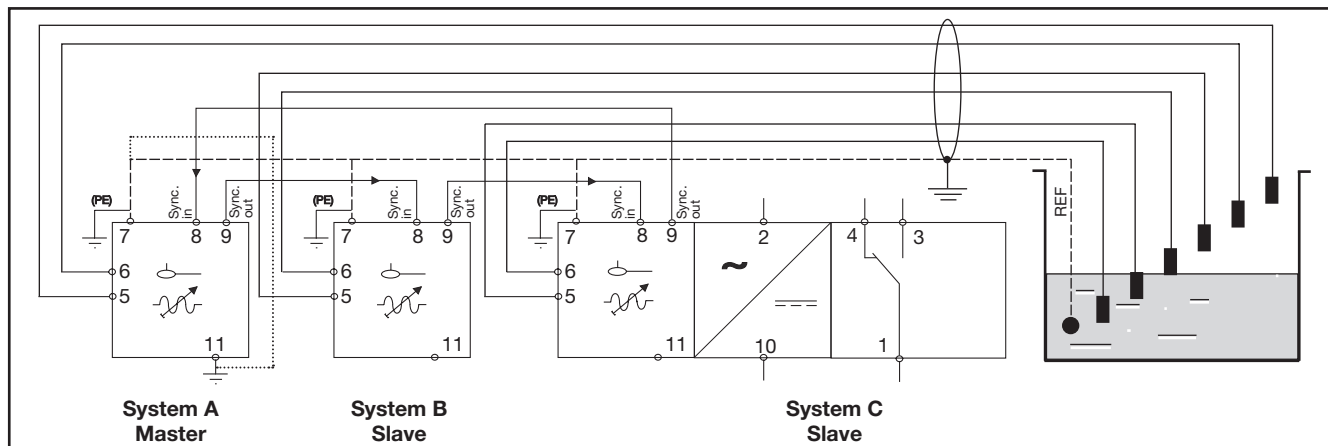 REF
(PE)
Sync.
in
Sync.
out
(PE)
Sync.
in
Sync.
out
(PE)
Sync.
in
Sync.
out
7
8
9
7
8
9
7
8
9
2
4
3
6
5
6
5
6
5
~
11
11
11
10
1
System A
Master
System B
Slave
System C
Slave